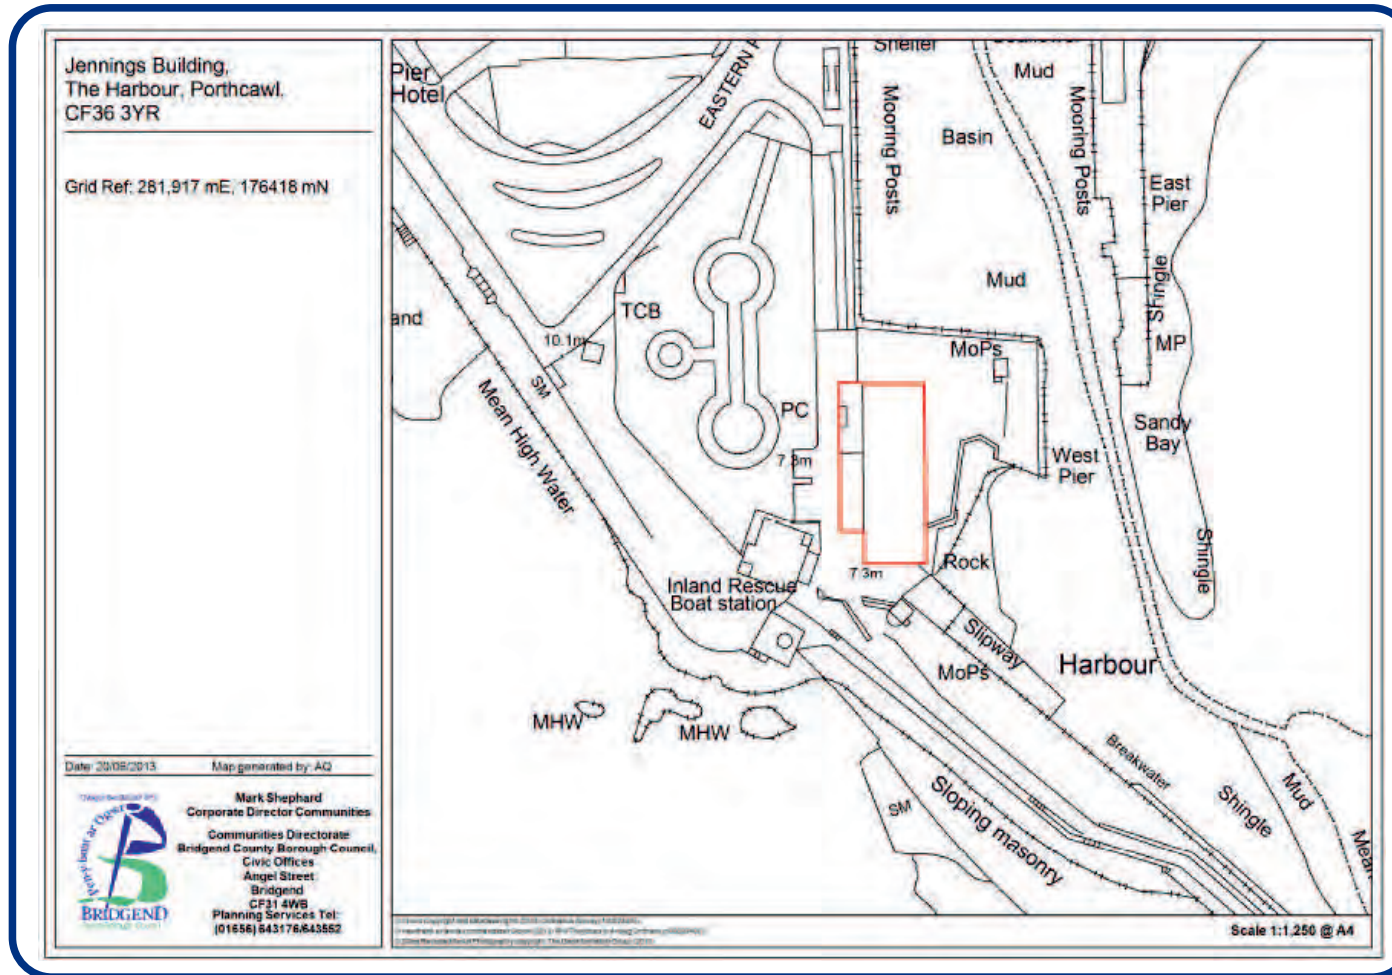 Jennings Building,
The Harbour, Porthcawl.
CF36 3YR
Grid Ref: 281,917 mE, 176418 mN
Date: 20/08/2013
Map generated by: AQ
Mark Shephard
Corporate Director Communities
Communities Directorate
Bridgend County Borough Council,
Civic Offices
Angel Street
Bridgend
CF31 4WB
Planning Services Tel:
(01656) 643176/643552
BRIDGEND
Pier
Hotel
EASTERN
Shelter
Mooring Posts
Mud
Basin
Mooring Posts
East
Pier
Shingle
MP
Mud
MoPs
TCB
10.1m
and
SM
Mean High Water
PC
7.3m
West
Pier
Sandy
Bay
Shingle
Rock
7.3m
Inland Rescue
Boat station
Slipway
MoPs
Harbour
MHW
MHW
SM
Sloping masonry
Breakwater
Shingle
Mud
Mean
Scale 1:1,250 @ A4